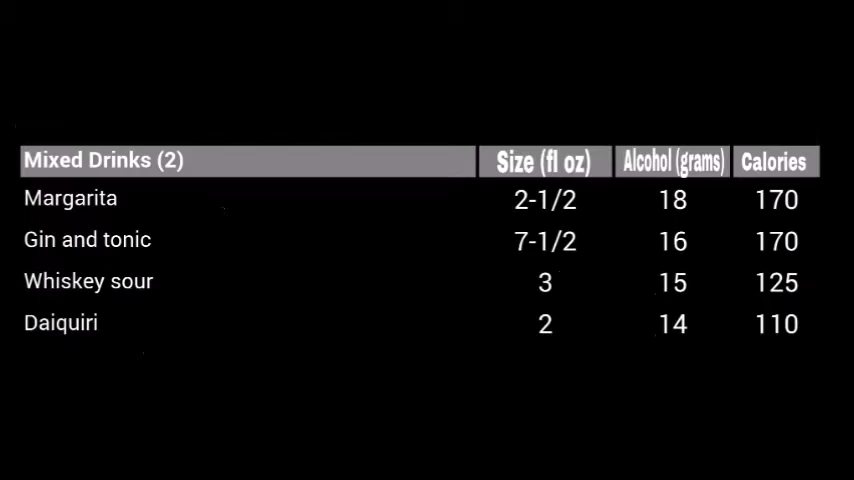 Mixed Drinks (2) Size (fl oz) Alcohol (grams) Calories
Margarita 2-1/2 18 170
Gin and tonic 7-1/2 16 170
Whiskey sour 3 15 125
Daiquiri 2 14 110